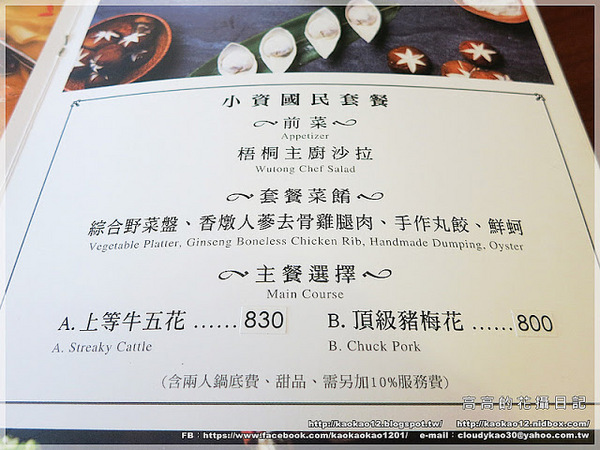 小資國民套餐
前菜
Appetizer
梧桐主廚沙拉
Wutong Chef Salad
套餐菜餚
綜合野菜盤、香燉人蔘去骨雞腿肉、手作丸餃、鮮蚵
Vegetable Platter, Ginseng Boneless Chicken Rib, Handmade Dumping, Oyster
主餐選擇
Main Course
A. 上等牛五花 ...... 830 B. 頂級豬梅花 ...... 800
A. Streaky Cattle B. Chuck Pork
(含兩人鍋底費、甜品、需另加10%服務費)
高高的花攝日記
http://kaokao12.blogspot.tw/ http://kaokao12.nidbox.com/
FB：https://www.facebook.com/kaokaokao1201/ e-mail：cloudykao30@yahoo.com.tw